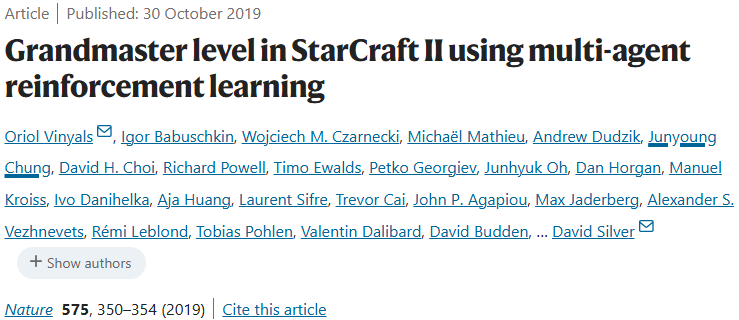 Article | Published: 30 October 2019
Grandmaster level in StarCraft II using multi-agent
reinforcement learning
Oriol Vinyals, Igor Babuschkin, Wojciech M. Czarnecki, Michaël Mathieu, Andrew Dudzik, Junyoung
Chung, David H. Choi, Richard Powell, Timo Ewalds, Petko Georgiev, Junhyuk Oh, Dan Horgan, Manuel
Kroiss, Ivo Danihelka, Aja Huang, Laurent Sifre, Trevor Cai, John P. Agapiou, Max Jaderberg, Alexander S.
Vezhnevets, Rémi Leblond, Tobias Pohlen, Valentin Dalibard, David Budden, ... David Silver
+ Show authors
Nature 575, 350–354 (2019) | Cite this article